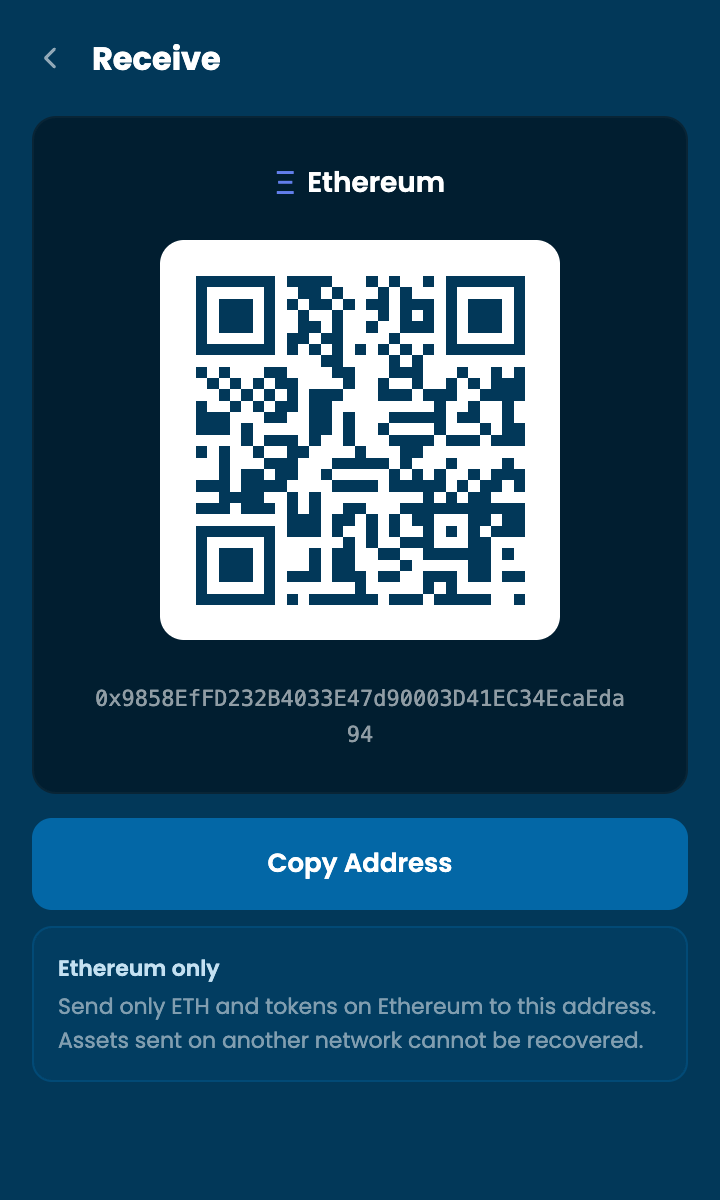 Receive
Ξ Ethereum
0x9858EfFD232B4033E47d90003D41EC34EcaEda
94
Copy Address
Ethereum only
Send only ETH and tokens on Ethereum to this address.
Assets sent on another network cannot be recovered.